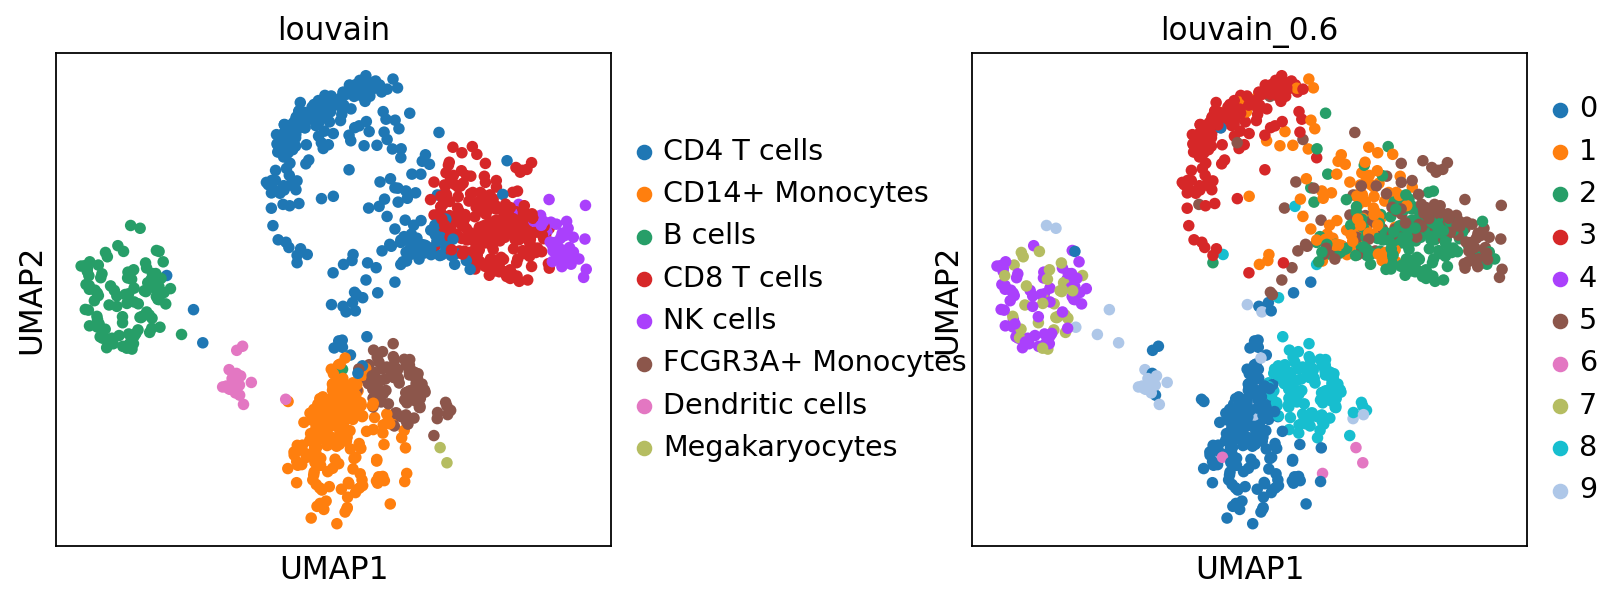 louvain
UMAP2
UMAP1
CD4 T cells
CD14+ Monocytes
B cells
CD8 T cells
NK cells
FCGR3A+ Monocytes
Dendritic cells
Megakaryocytes
louvain_0.6
UMAP2
UMAP1
0
1
2
3
4
5
6
7
8
9